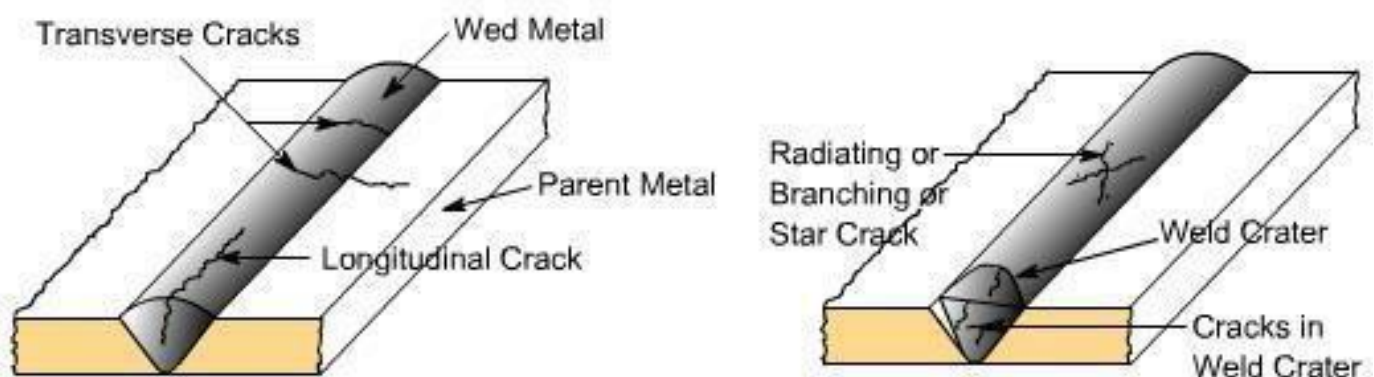 Transverse Cracks
Wed Metal
Parent Metal
Longitudinal Crack
Radiating or
Branching or
Star Crack
Weld Crater
Cracks in
Weld Crater